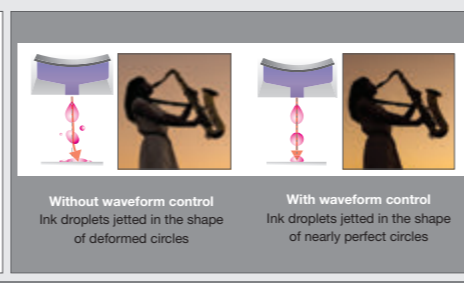 Without waveform control
Ink droplets jetted in the shape
of deformed circles
With waveform control
Ink droplets jetted in the shape
of nearly perfect circles